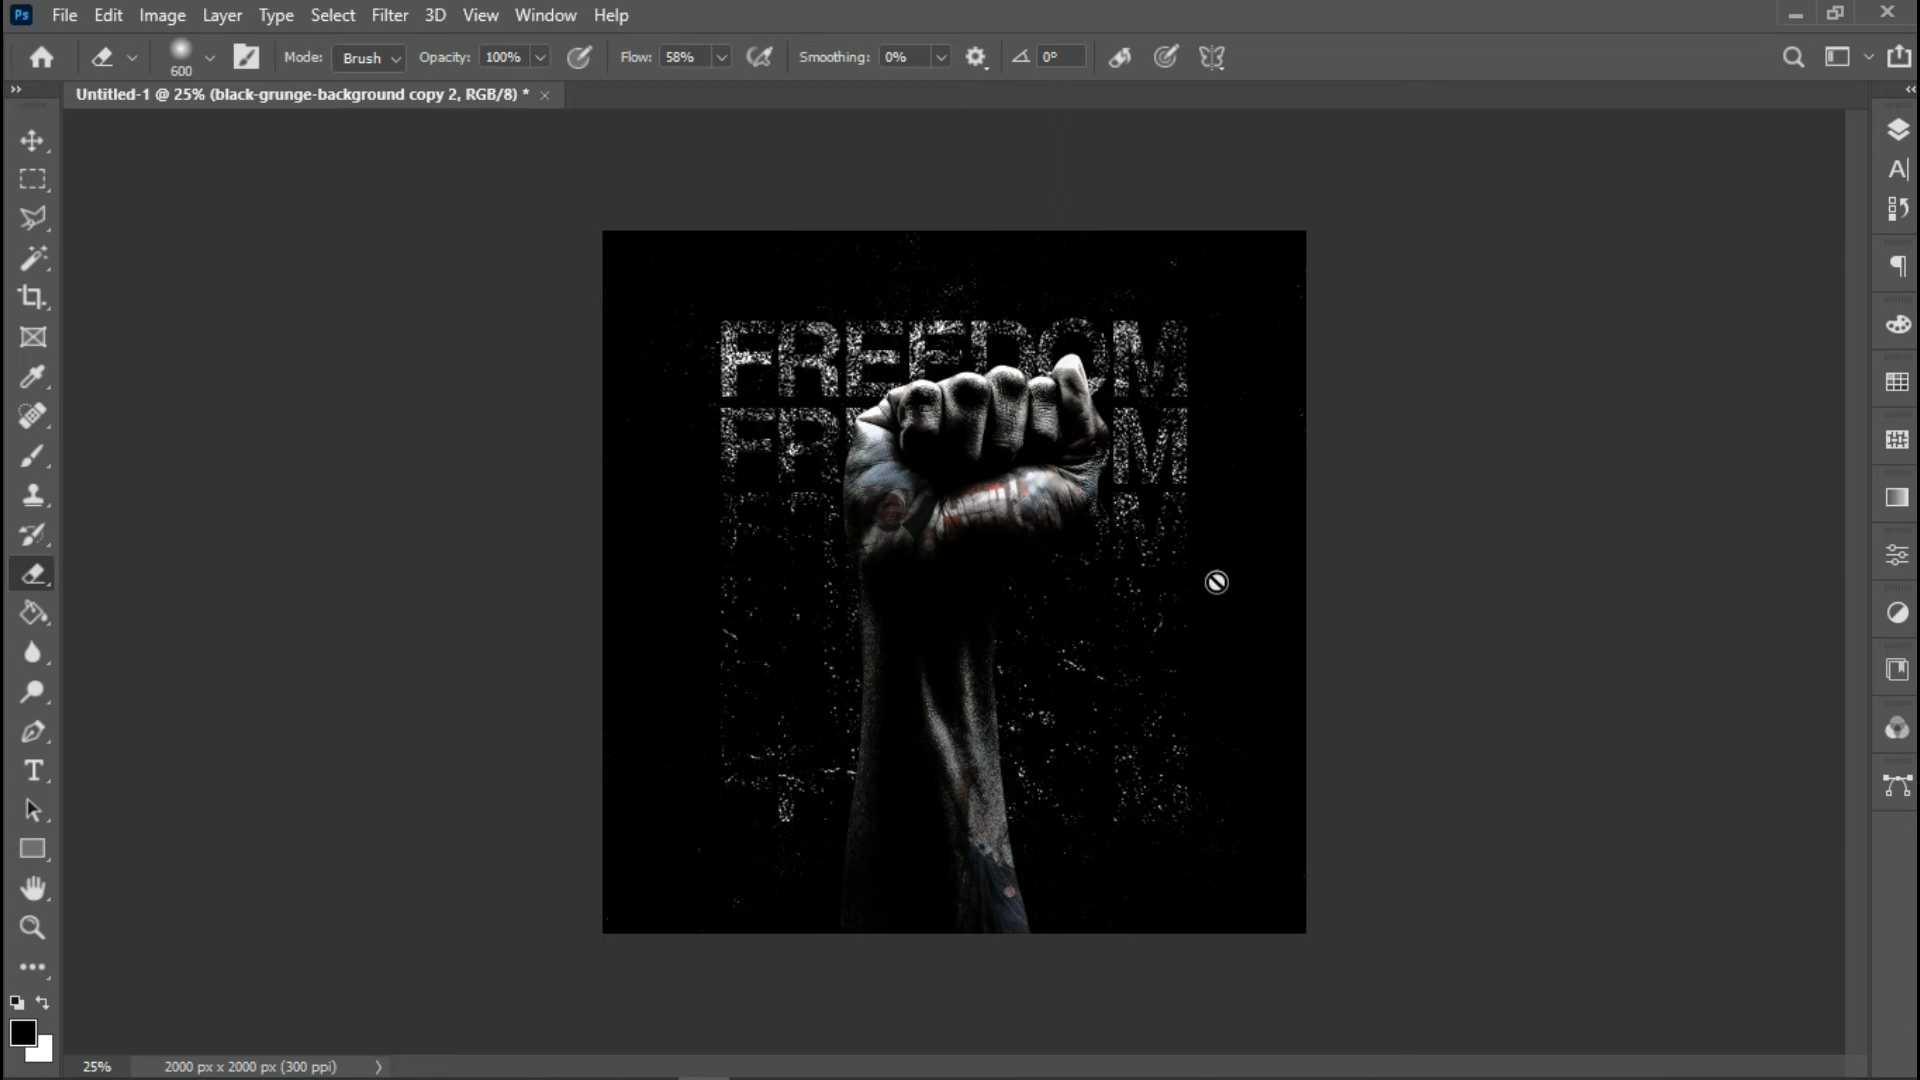 Ps File Edit Image Layer Type Select Filter 3D View Window Help
600 Mode: Brush Opacity: 100% Flow: 58% Smoothing: 0% 0°
Untitled-1 @ 25% (black-grunge-background copy 2, RGB/8) *
FREEDOM
25% 2000 px x 2000 px (300 ppi)